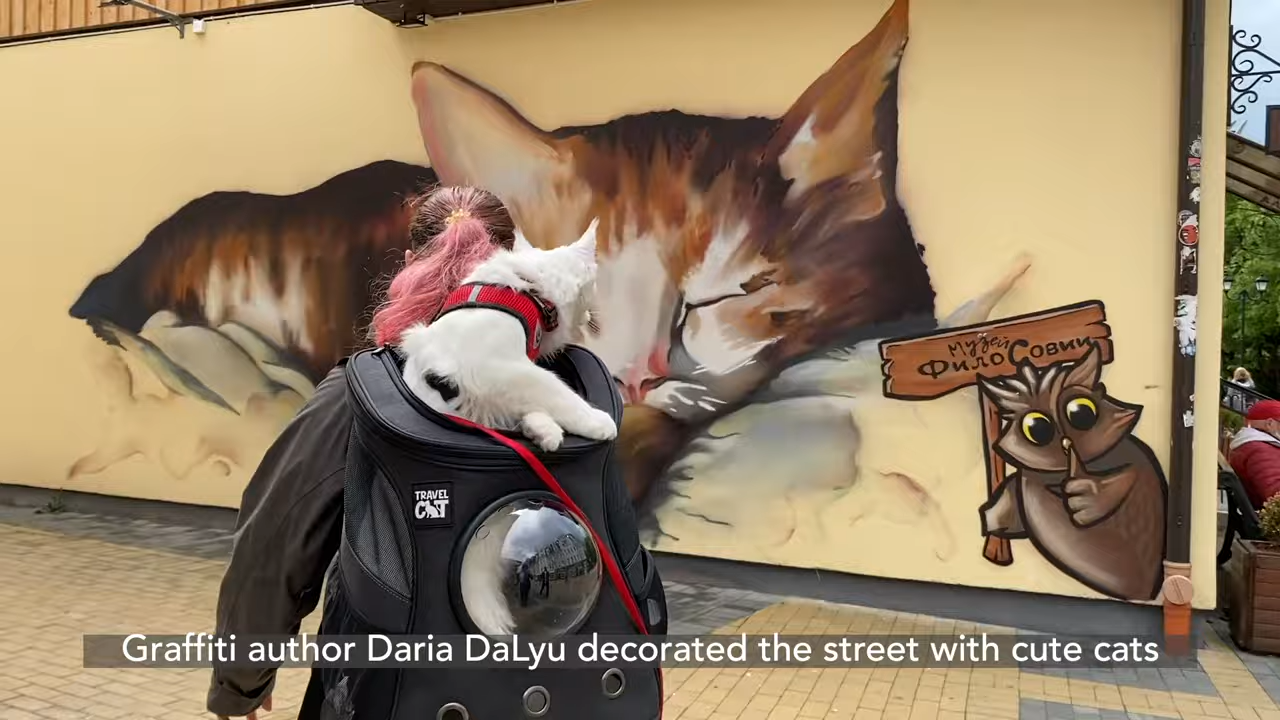 Музей
ФилоСовии
TRAVEL
CAT
Graffiti author Daria DaLyu decorated the street with cute cats